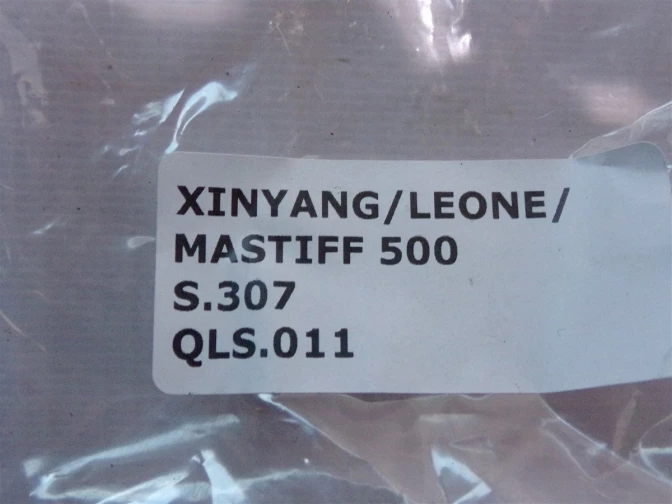 XINYANG/LEONE/
MASTIFF 500
S.307
QLS.011